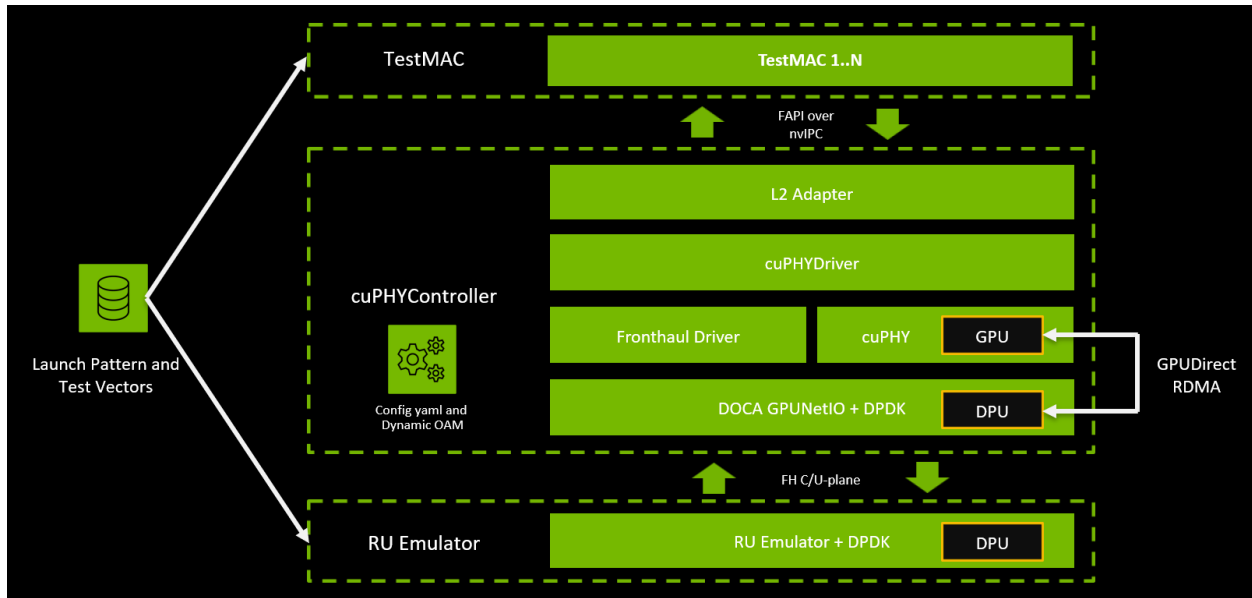 TestMAC
TestMAC 1..N
FAPI over
nvIPC
L2 Adapter
cuPHYDriver
cuPHYController
Fronthaul Driver
cuPHY
GPU
Launch Pattern and
Test Vectors
GPUDirect
RDMA
Config yaml and
Dynamic OAM
DOCA GPUNetIO + DPDK
DPU
FH C/U-plane
RU Emulator
RU Emulator + DPDK
DPU